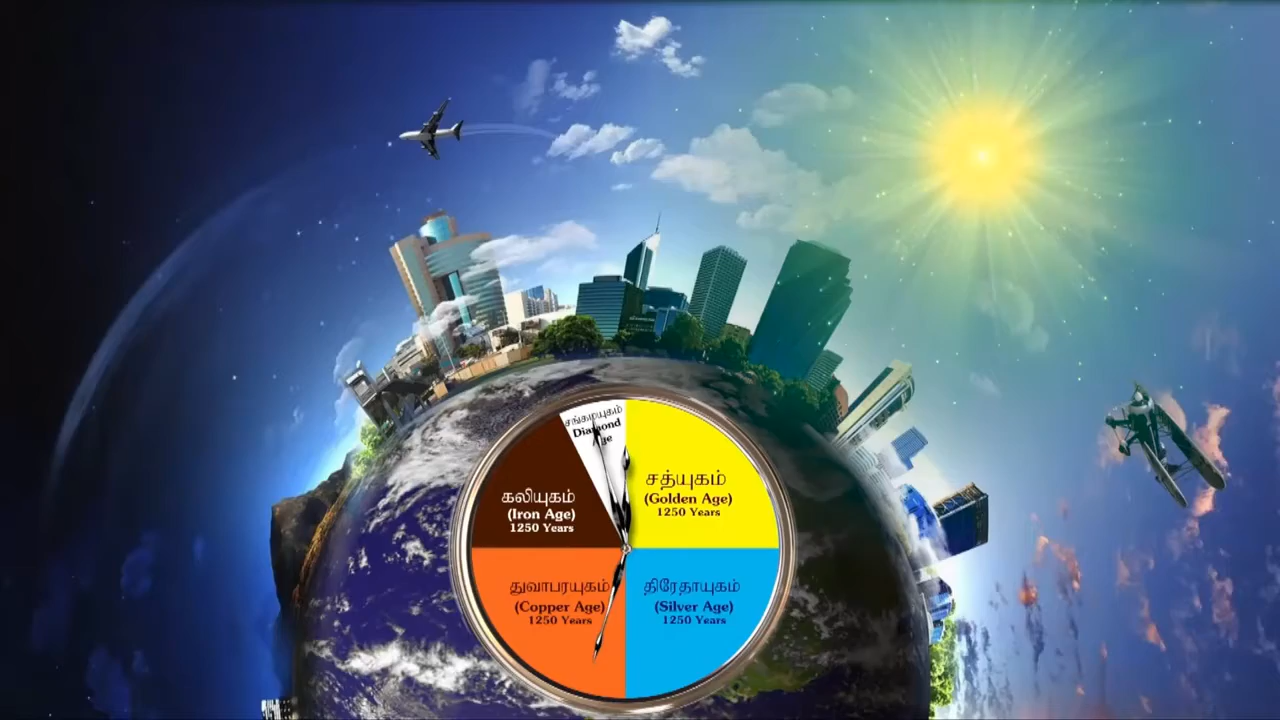 சங்கமயுகம்
Diamond
சத்யுகம்
(Golden Age)
1250 Years
கலியுகம்
(Iron Age)
1250 Years
துவாபரயுகம்
(Copper Age)
1250 Years
திரேதாயுகம்
(Silver Age)
1250 Years